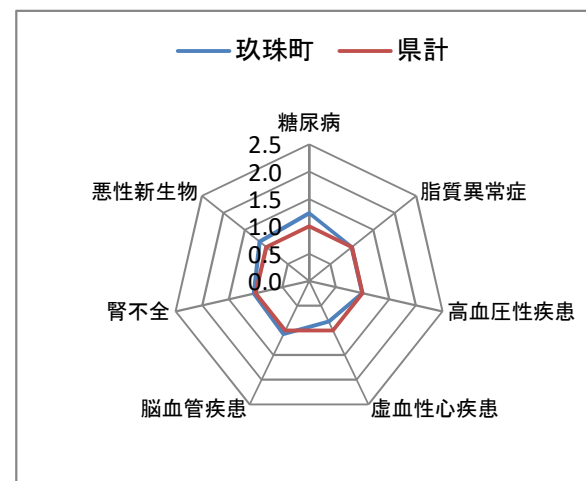 玖珠町 県計
糖尿病
2.5
2.0
1.5
1.0
0.5
0.0
脂質異常症
高血圧性疾患
虚血性心疾患
脳血管疾患
腎不全
悪性新生物